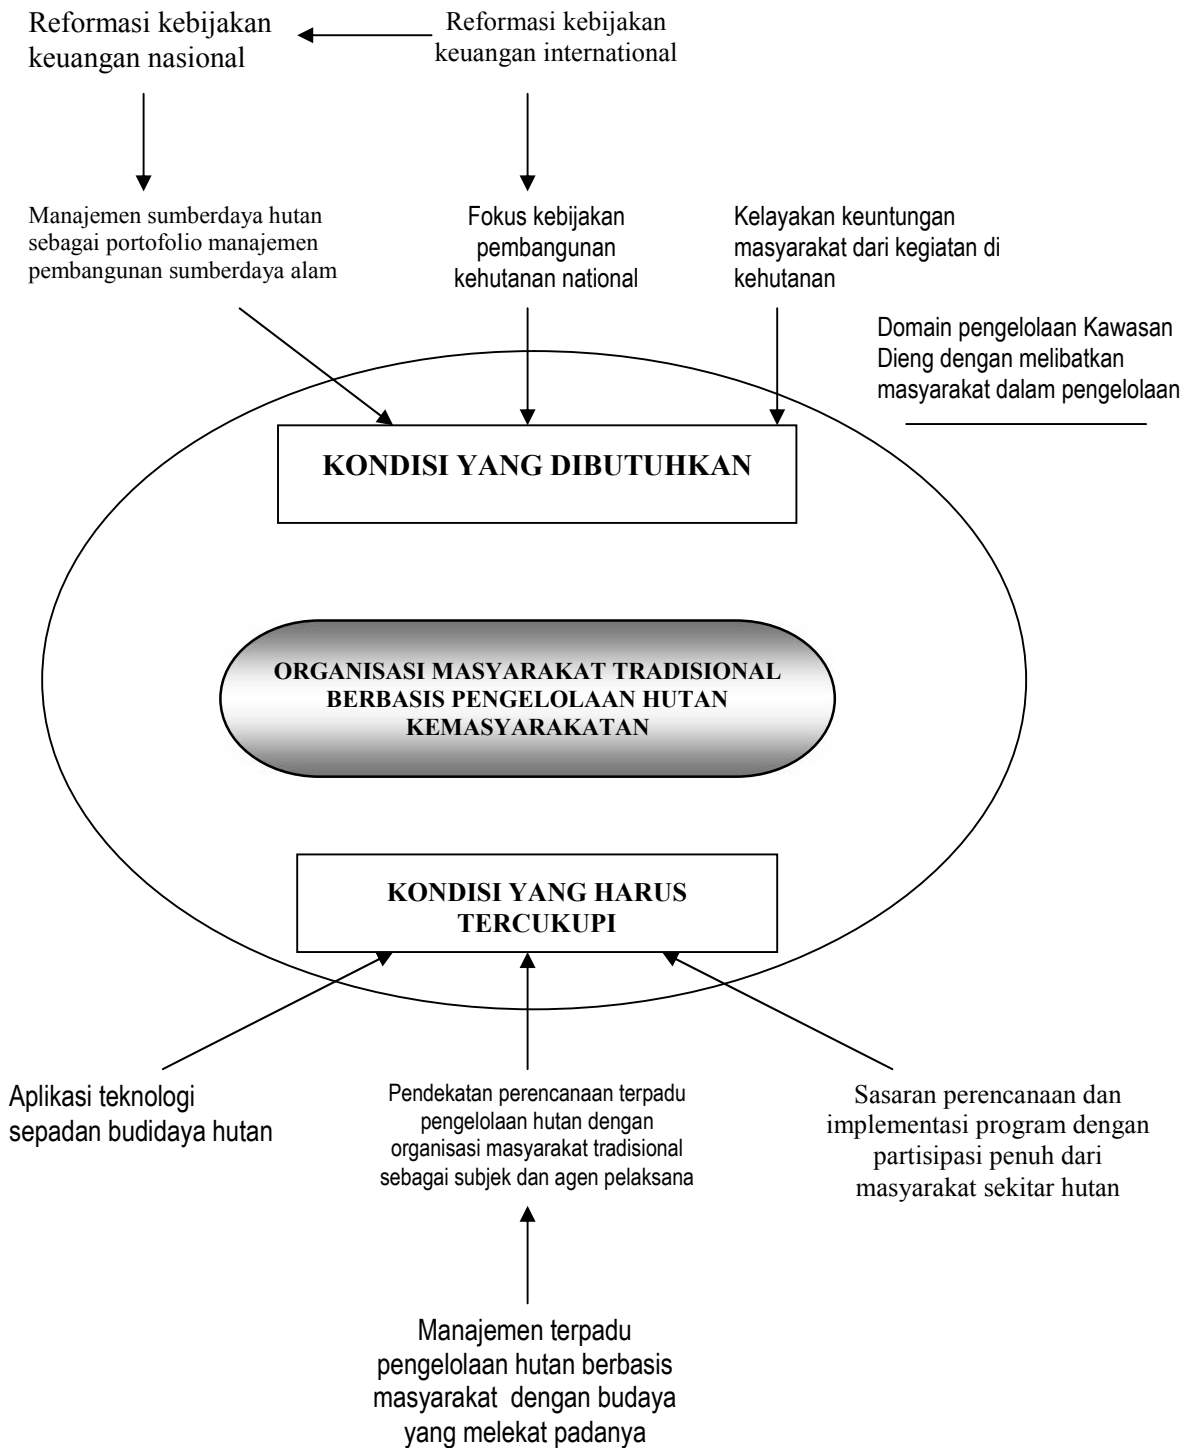 Reformasi kebijakan
keuangan nasional
Reformasi kebijakan
keuangan international
Manajemen sumberdaya hutan
sebagai portofolio manajemen
pembangunan sumberdaya alam
Fokus kebijakan
pembangunan
kehutanan national
Kelayakan keuntungan
masyarakat dari kegiatan di
kehutanan
Domain pengelolaan Kawasan
Dieng dengan melibatkan
masyarakat dalam pengelolaan
KONDISI YANG DIBUTUHKAN
ORGANISASI MASYARAKAT TRADISIONAL
BERBASIS PENGELOLAAN HUTAN
KEMASYARAKATAN
KONDISI YANG HARUS
TERCUKUPI
Aplikasi teknologi
sepadan budidaya hutan
Pendekatan perencanaan terpadu
pengelolaan hutan dengan
organisasi masyarakat tradisional
sebagai subjek dan agen pelaksana
Sasaran perencanaan dan
implementasi program dengan
partisipasi penuh dari
masyarakat sekitar hutan
Manajemen terpadu
pengelolaan hutan berbasis
masyarakat dengan budaya
yang melekat padanya